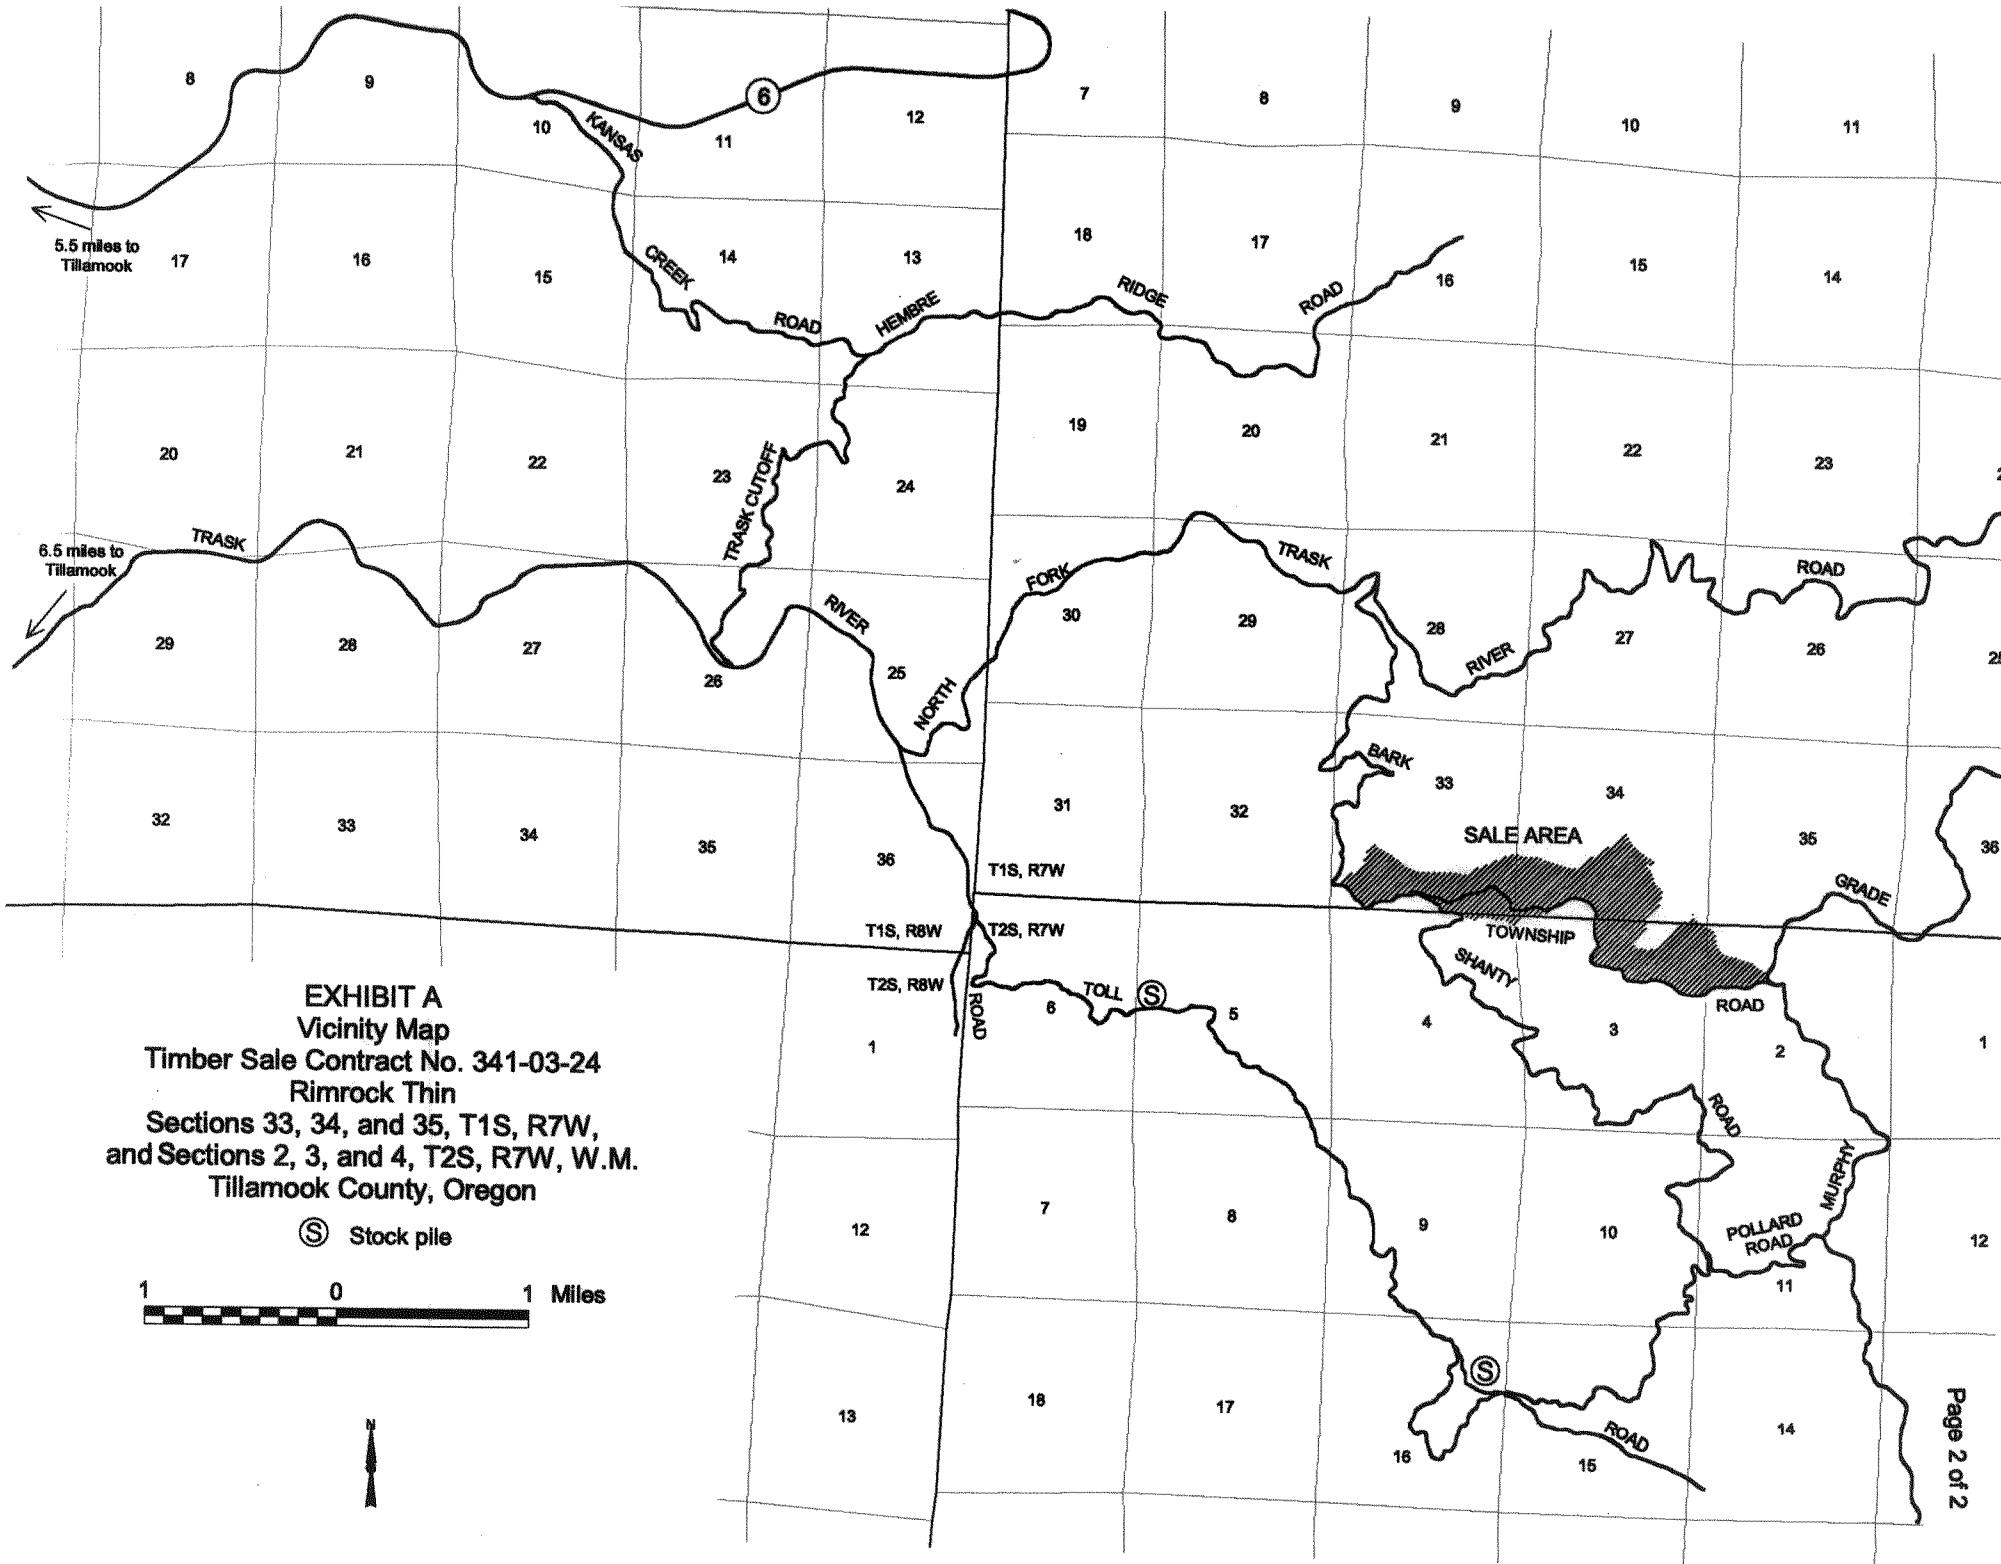 8
9
10
11
12
7
8
9
10
11
6
KANSAS
5.5 miles to
Tillamook
17
16
15
14
13
18
17
16
15
14
CREEK
ROAD
HEMBRE
RIDGE
ROAD
20
21
22
23
24
19
20
21
22
23
TRASK CUTOFF
6.5 miles to
Tillamook
TRASK
RIVER
NORTH
FORK
TRASK
RIVER
ROAD
29
28
27
26
25
30
29
28
27
26
BARK
32
33
34
35
36
31
32
33
34
35
36
SALE AREA
GRADE
T1S, R7W
T1S, R8W
T2S, R7W
T2S, R8W
TOWNSHIP
ROAD
SHANTY
ROAD
TOLL
S
ROAD
1
6
5
4
3
2
1
EXHIBIT A
Vicinity Map
Timber Sale Contract No. 341-03-24
Rimrock Thin
Sections 33, 34, and 35, T1S, R7W,
and Sections 2, 3, and 4, T2S, R7W, W.M.
Tillamook County, Oregon
S Stock pile
1 0 1 Miles
N
12
7
8
9
10
11
12
MURPHY
POLLARD
ROAD
13
18
17
16
15
14
S
ROAD
Page 2 of 2